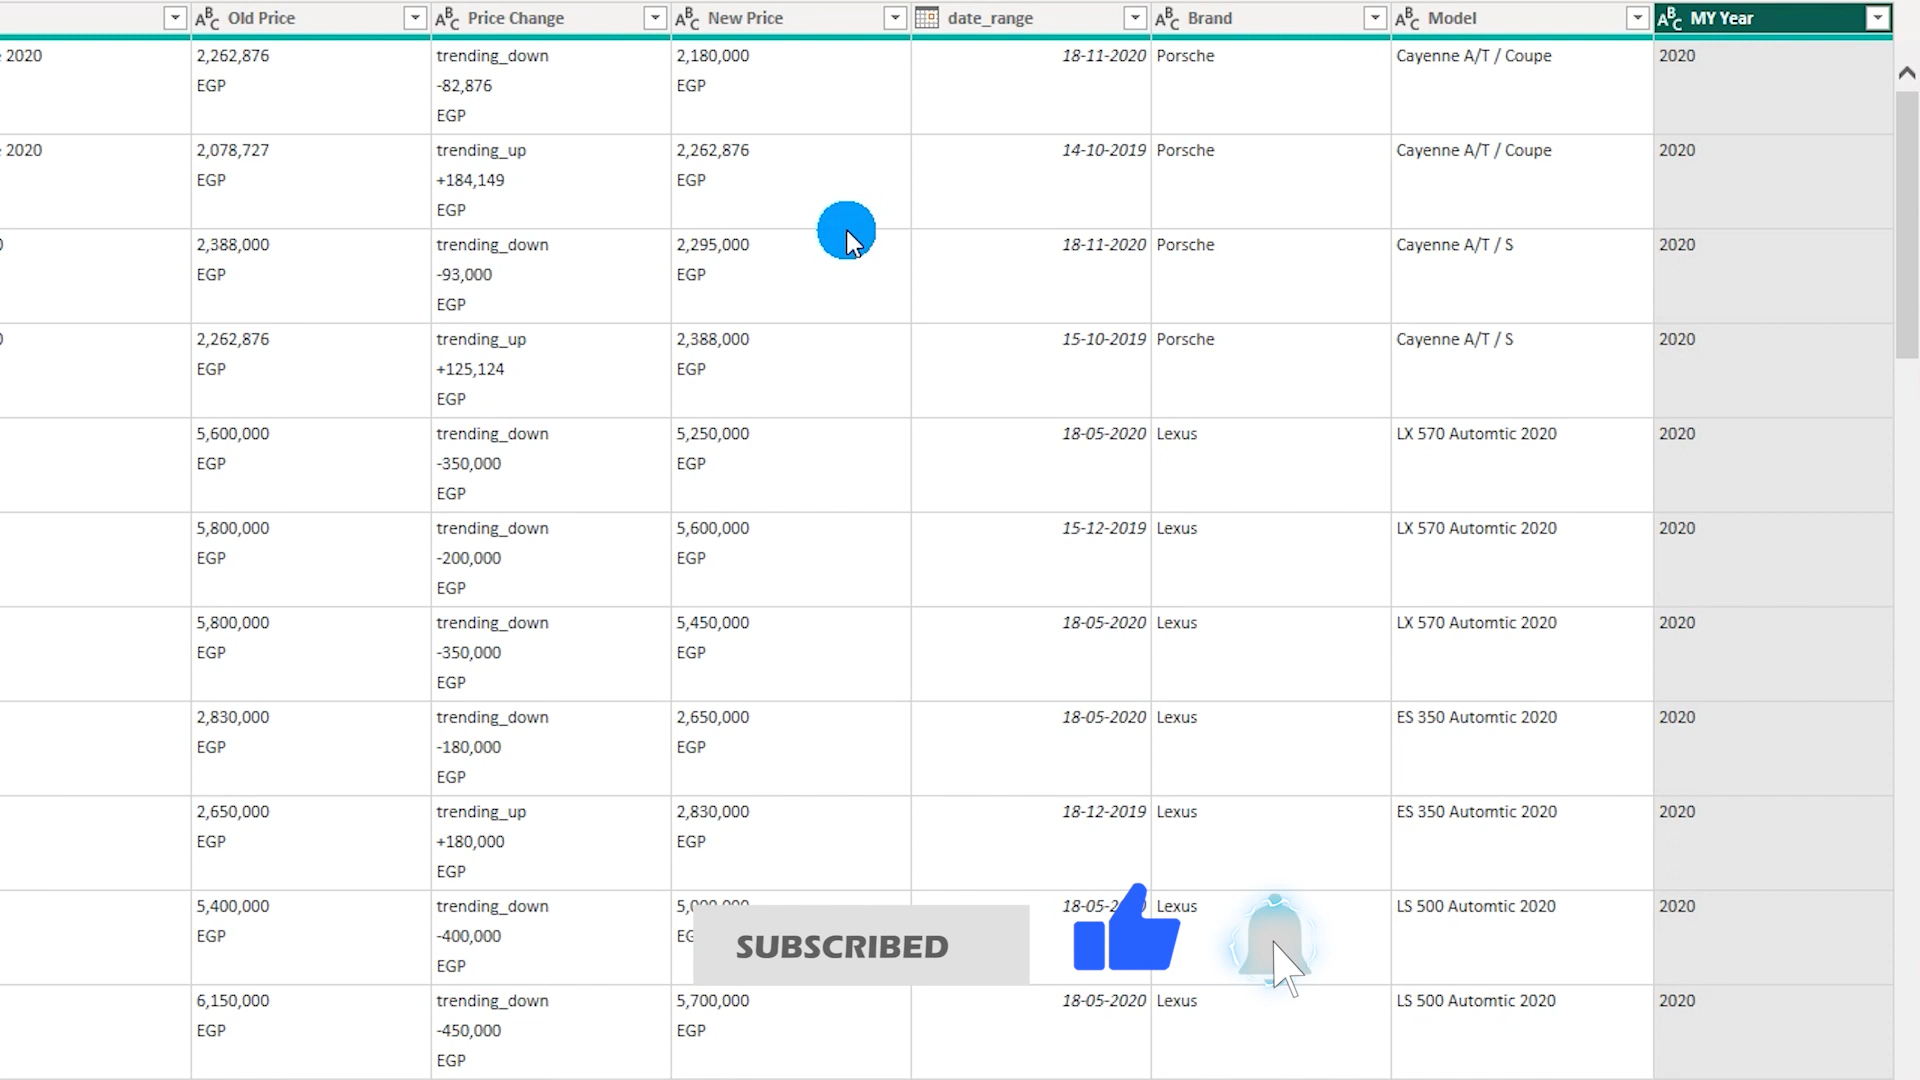 ABC Old Price ABC Price Change ABC New Price date_range ABC Brand ABC Model ABC MY Year
2020 2,262,876 trending_down 2,180,000 18-11-2020 Porsche Cayenne A/T / Coupe 2020
EGP -82,876 EGP
EGP
2020 2,078,727 trending_up 2,262,876 14-10-2019 Porsche Cayenne A/T / Coupe 2020
EGP +184,149 EGP
EGP
2,388,000 trending_down 2,295,000 18-11-2020 Porsche Cayenne A/T / S 2020
EGP -93,000 EGP
EGP
2,262,876 trending_up 2,388,000 15-10-2019 Porsche Cayenne A/T / S 2020
EGP +125,124 EGP
EGP
5,600,000 trending_down 5,250,000 18-05-2020 Lexus LX 570 Automtic 2020 2020
EGP -350,000 EGP
EGP
5,800,000 trending_down 5,600,000 15-12-2019 Lexus LX 570 Automtic 2020 2020
EGP -200,000 EGP
EGP
5,800,000 trending_down 5,450,000 18-05-2020 Lexus LX 570 Automtic 2020 2020
EGP -350,000 EGP
EGP
2,830,000 trending_down 2,650,000 18-05-2020 Lexus ES 350 Automtic 2020 2020
EGP -180,000 EGP
EGP
2,650,000 trending_up 2,830,000 18-12-2019 Lexus ES 350 Automtic 2020 2020
EGP +180,000 EGP
EGP
5,400,000 trending_down Lexus LS 500 Automtic 2020 2020
EGP -400,000
EGP
SUBSCRIBED
6,150,000 trending_down 5,700,000 18-05-2020 Lexus LS 500 Automtic 2020 2020
EGP -450,000 EGP
EGP